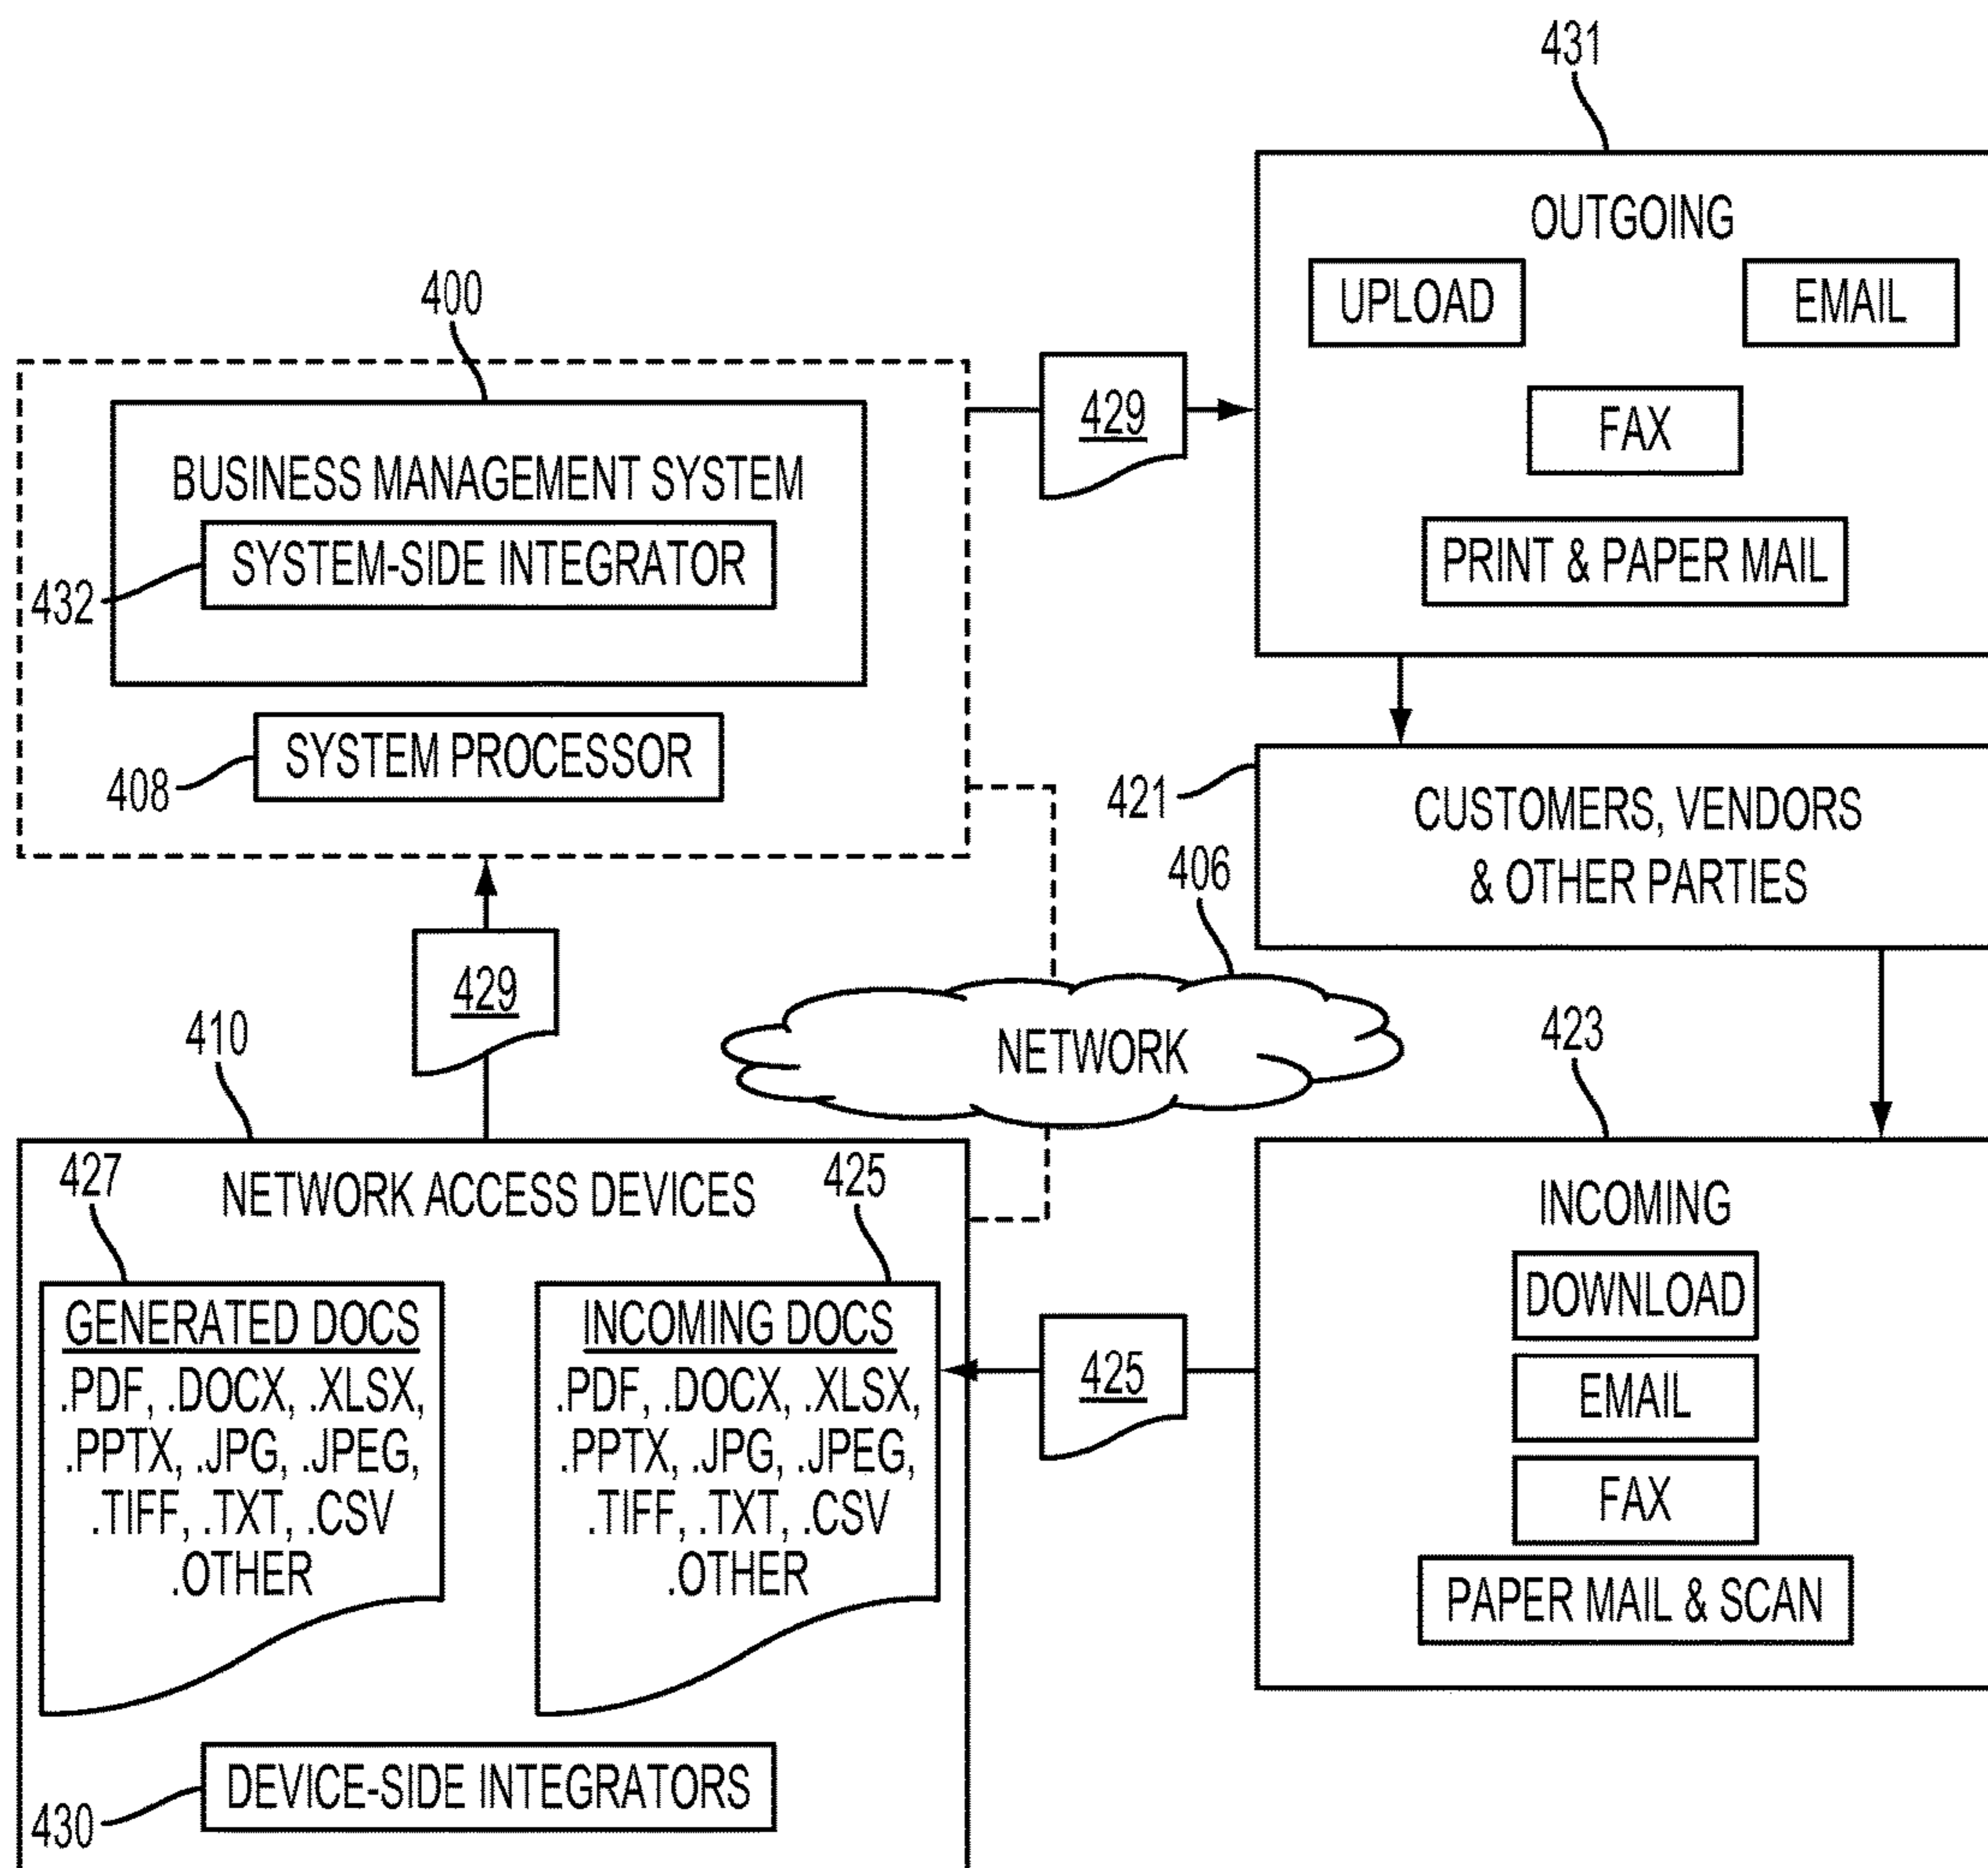 431
OUTGOING
UPLOAD
EMAIL
FAX
PRINT & PAPER MAIL
400
BUSINESS MANAGEMENT SYSTEM
SYSTEM-SIDE INTEGRATOR
432
SYSTEM PROCESSOR
408
429
421
CUSTOMERS, VENDORS
& OTHER PARTIES
406
NETWORK
429
410
NETWORK ACCESS DEVICES
427
GENERATED DOCS
.PDF, .DOCX, .XLSX,
.PPTX, .JPG, .JPEG,
.TIFF, .TXT, .CSV
.OTHER
425
INCOMING DOCS
.PDF, .DOCX, .XLSX,
.PPTX, .JPG, .JPEG,
.TIFF, .TXT, .CSV
.OTHER
DEVICE-SIDE INTEGRATORS
430
425
423
INCOMING
DOWNLOAD
EMAIL
FAX
PAPER MAIL & SCAN